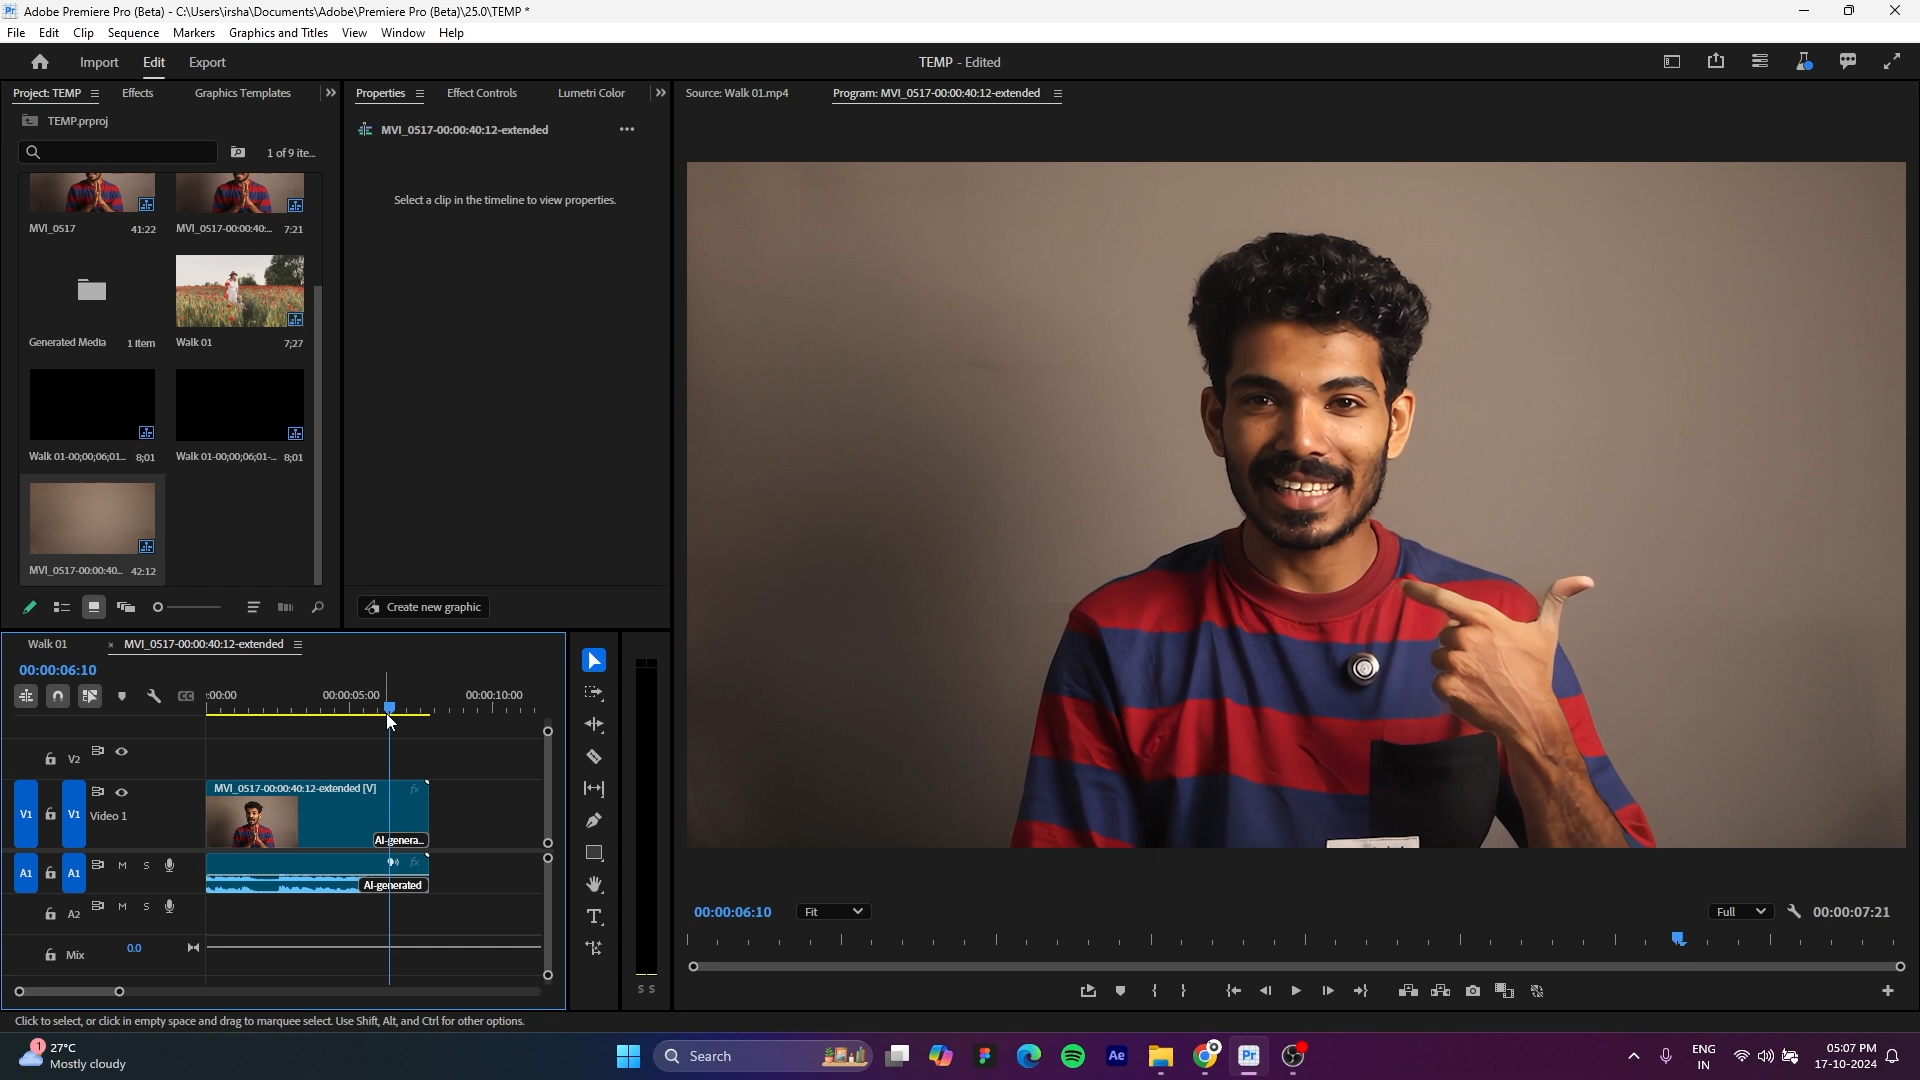 Pr Adobe Premiere Pro (Beta) - C:\Users\irsha\Documents\Adobe\Premiere Pro (Beta)\25.0\TEMP *
File Edit Clip Sequence Markers Graphics and Titles View Window Help
Import Edit Export
TEMP - Edited
Project: TEMP
Effects
Graphics Templates
TEMP.prproj
1 of 9 ite...
MVI_0517 41:22
MVI_0517-00:00:40:... 7:21
Generated Media 1 item
Walk 01 7;27
Walk 01-00;00;06;01... 8;01
Walk 01-00;00;06;01-... 8;01
MVI_0517-00:00:40... 42:12
Properties
Effect Controls
Lumetri Color
MVI_0517-00:00:40:12-extended
Select a clip in the timeline to view properties.
Create new graphic
Source: Walk 01.mp4
Program: MVI_0517-00:00:40:12-extended
00:00:06:10
Fit
Full
00:00:07:21
Walk 01
× MVI_0517-00:00:40:12-extended
00:00:06:10
CC
:00:00
00:00:05:00
00:00:10:00
V2
V1 V1 Video 1
MVI_0517-00:00:40:12-extended [V]
fx
AI-genera...
A1 A1 M S
fx
AI-generated
A2 M S
Mix 0.0
S S
Click to select, or click in empty space and drag to marquee select. Use Shift, Alt, and Ctrl for other options.
1
27°C
Mostly cloudy
Search
Ae
Pr
ENG
IN
05:07 PM
17-10-2024